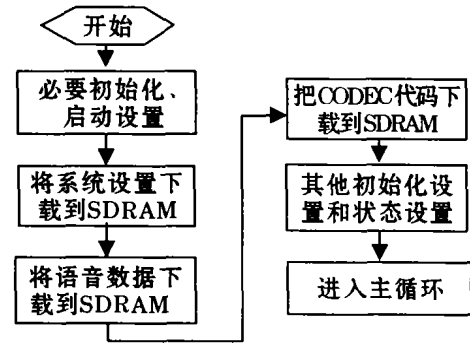 开始
必要初始化、
启动设置
将系统设置下
载到SDRAM
将语音数据下
载到SDRAM
把CODEC代码下
载到SDRAM
其他初始化设
置和状态设置
进入主循环